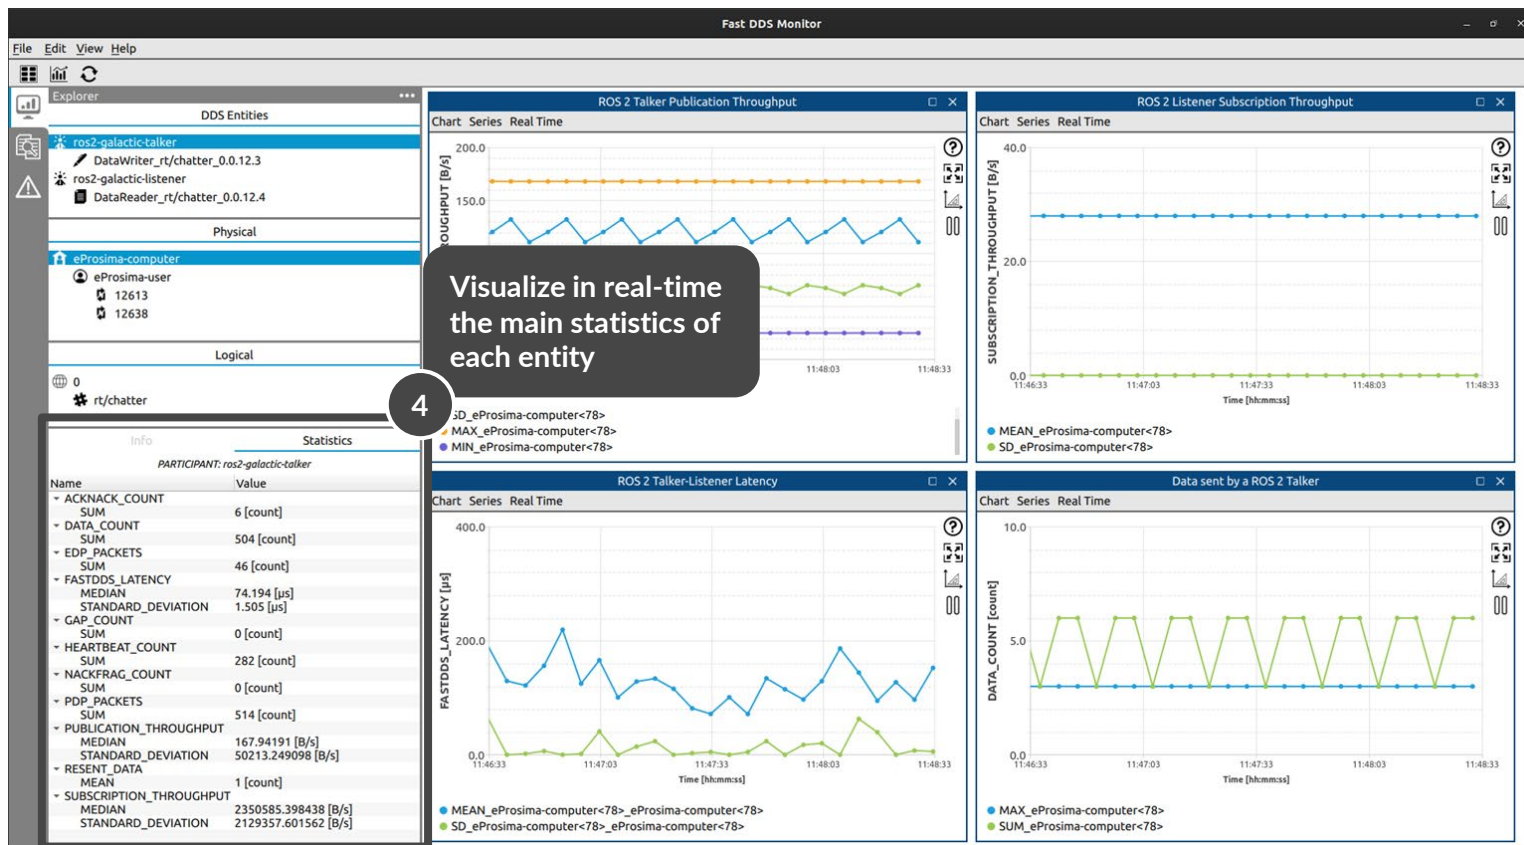 Fast DDS Monitor
File Edit View Help
Explorer
DDS Entities
ros2-galactic-talker
DataWriter_rt/chatter_0.0.12.3
ros2-galactic-listener
DataReader_rt/chatter_0.0.12.4
Physical
eProsima-computer
eProsima-user
12613
12638
Logical
0
rt/chatter
Info Statistics
PARTICIPANT: ros2-galactic-talker
Name Value
ACKNACK_COUNT
SUM 6 [count]
DATA_COUNT
SUM 504 [count]
EDP_PACKETS
SUM 46 [count]
FASTDDS_LATENCY
MEDIAN 74.194 [µs]
STANDARD_DEVIATION 1.505 [µs]
GAP_COUNT
SUM 0 [count]
HEARTBEAT_COUNT
SUM 282 [count]
NACKFRAG_COUNT
SUM 0 [count]
PDP_PACKETS
SUM 514 [count]
PUBLICATION_THROUGHPUT
MEDIAN 167.94191 [B/s]
STANDARD_DEVIATION 50213.249098 [B/s]
RESENT_DATA
MEAN 1 [count]
SUBSCRIPTION_THROUGHPUT
MEDIAN 2350585.398438 [B/s]
STANDARD_DEVIATION 2129357.601562 [B/s]
4
Visualize in real-time
the main statistics of
each entity
ROS 2 Talker Publication Throughput
Chart Series Real Time
200.0
150.0
OUGHPUT [B/s]
11:48:03 11:48:33
SD_eProsima-computer<78>
MAX_eProsima-computer<78>
MIN_eProsima-computer<78>
ROS 2 Listener Subscription Throughput
Chart Series Real Time
40.0
20.0
0.0
SUBSCRIPTION_THROUGHPUT [B/s]
11:46:33 11:47:03 11:47:33 11:48:03 11:48:33
Time [hh:mm:ss]
MEAN_eProsima-computer<78>
SD_eProsima-computer<78>
ROS 2 Talker-Listener Latency
Chart Series Real Time
400.0
200.0
0.0
FASTDDS_LATENCY [µs]
11:46:33 11:47:03 11:47:33 11:48:03 11:48:33
Time [hh:mm:ss]
MEAN_eProsima-computer<78>_eProsima-computer<78>
SD_eProsima-computer<78>_eProsima-computer<78>
Data sent by a ROS 2 Talker
Chart Series Real Time
10.0
5.0
0.0
DATA_COUNT [count]
11:46:33 11:47:03 11:47:33 11:48:03 11:48:33
Time [hh:mm:ss]
MAX_eProsima-computer<78>
SUM_eProsima-computer<78>